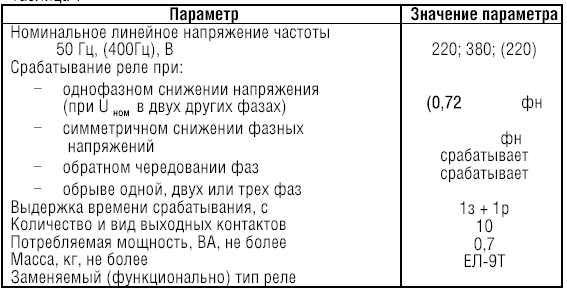 Параметр Значение параметра
Номинальное линейное напряжение частоты
50 Гц, (400Гц), В 220; 380; (220)
Срабатывание реле при:
– однофазном снижении напряжения
(при U ном в двух других фазах) (0,72 фн
– симметричном снижении фазных
напряжений фн
– обратном чередовании фаз срабатывает
– обрыве одной, двух или трех фаз срабатывает
Выдержка времени срабатывания, с
Количество и вид выходных контактов 1з + 1р
Потребляемая мощность, ВА, не более 10
Масса, кг, не более 0,7
Заменяемый (функционально) тип реле ЕЛ-9Т